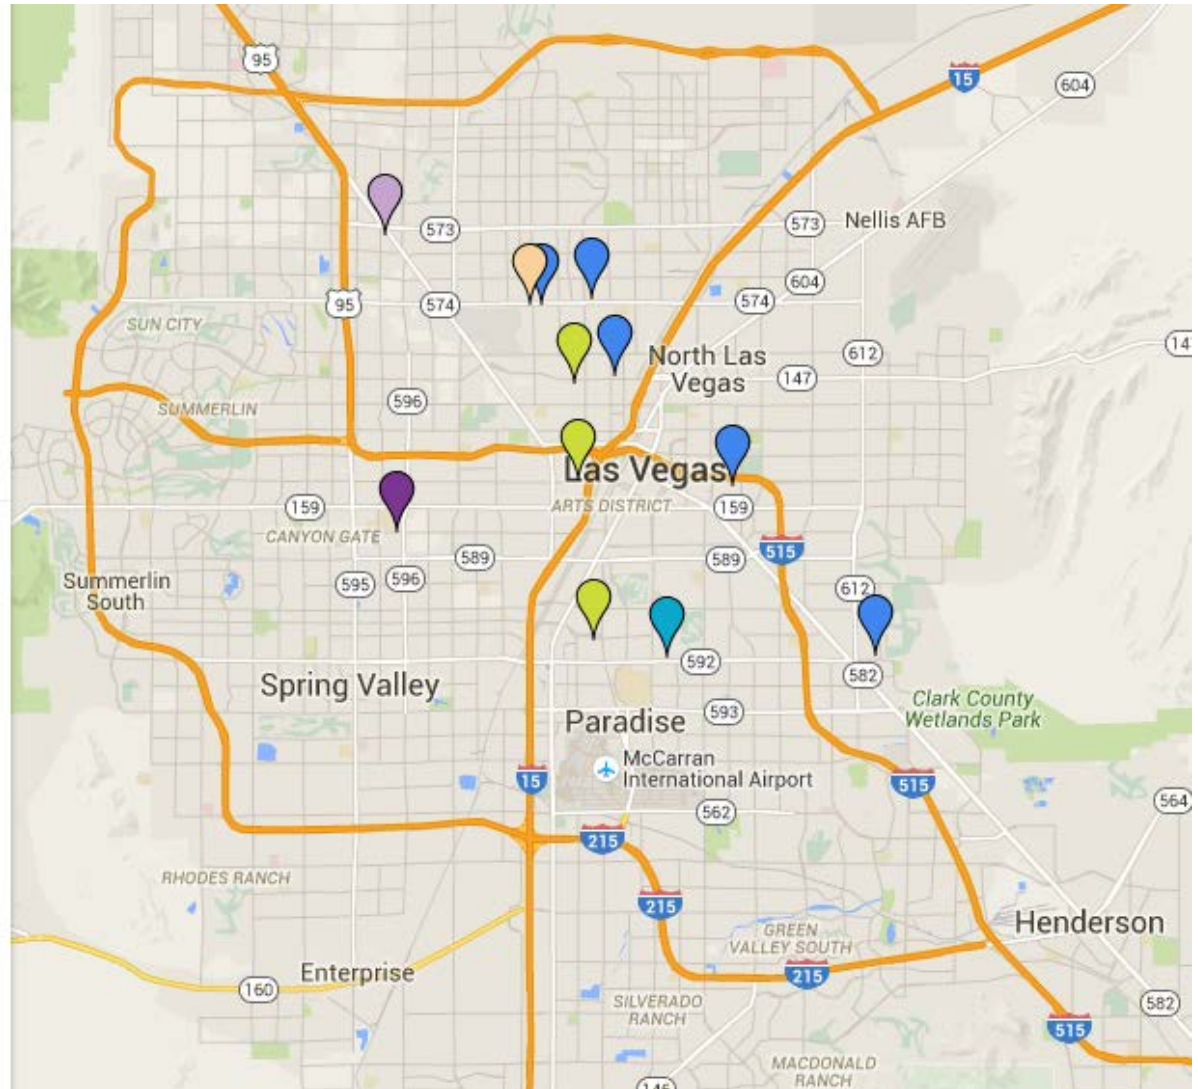 95
15
604
573
573
Nellis AFB
604
95
574
574
SUN CITY
147
612
North Las
Vegas
147
596
SUMMERLIN
Las Vegas
159
159
ARTS DISTRICT
CANYON GATE
515
589
589
Summerlin
South
595
596
612
592
582
Spring Valley
Clark County
Wetlands Park
593
Paradise
McCarran
International Airport
15
515
564
562
215
RHODES RANCH
215
Henderson
GREEN
VALLEY SOUTH
Enterprise
215
160
SILVERADO
RANCH
582
515
MACDONALD
RANCH
146